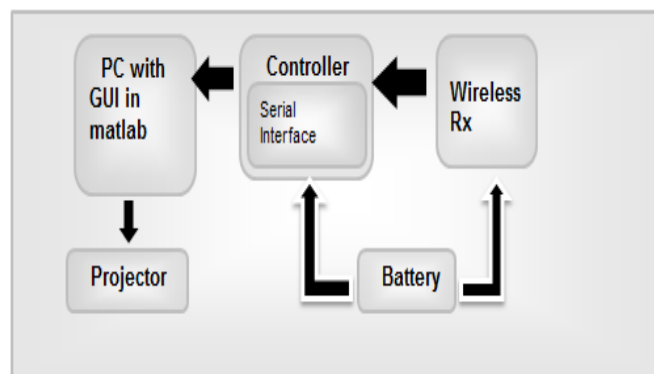 PC with
GUI in
matlab
Controller
Serial
Interface
Wireless
Rx
Projector
Battery